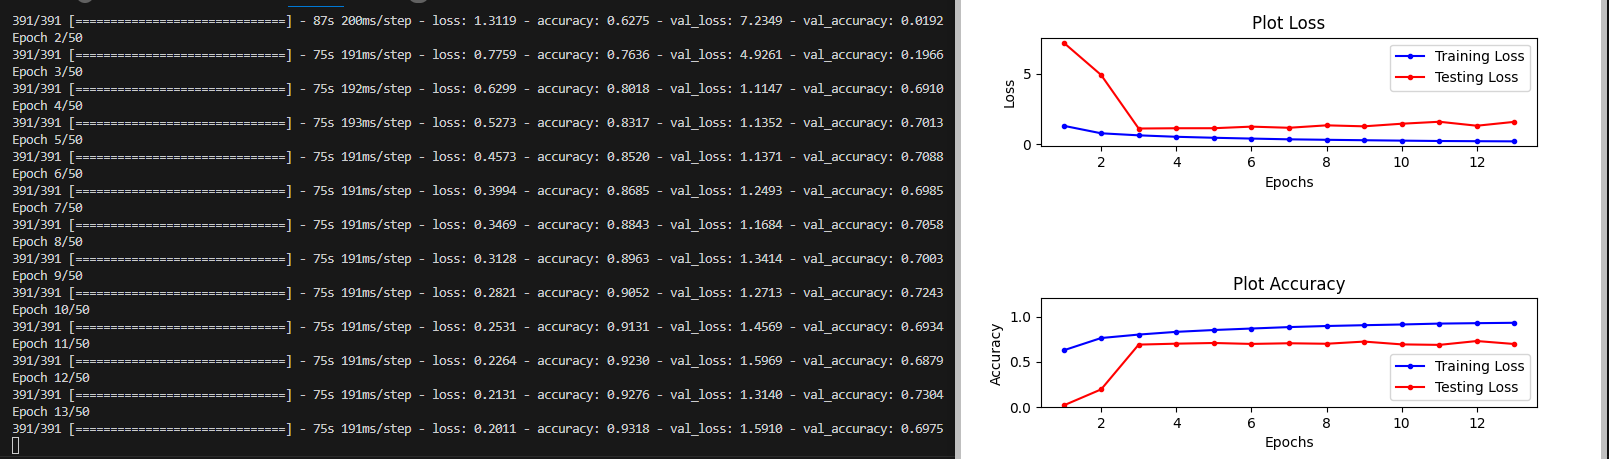 391/391 [==============================] - 87s 200ms/step - loss: 1.3119 - accuracy: 0.6275 - val_loss: 7.2349 - val_accuracy: 0.0192
Epoch 2/50
391/391 [==============================] - 75s 191ms/step - loss: 0.7759 - accuracy: 0.7636 - val_loss: 4.9261 - val_accuracy: 0.1966
Epoch 3/50
391/391 [==============================] - 75s 192ms/step - loss: 0.6299 - accuracy: 0.8018 - val_loss: 1.1147 - val_accuracy: 0.6910
Epoch 4/50
391/391 [==============================] - 75s 193ms/step - loss: 0.5273 - accuracy: 0.8317 - val_loss: 1.1352 - val_accuracy: 0.7013
Epoch 5/50
391/391 [==============================] - 75s 191ms/step - loss: 0.4573 - accuracy: 0.8520 - val_loss: 1.1371 - val_accuracy: 0.7088
Epoch 6/50
391/391 [==============================] - 75s 191ms/step - loss: 0.3994 - accuracy: 0.8685 - val_loss: 1.2493 - val_accuracy: 0.6985
Epoch 7/50
391/391 [==============================] - 75s 191ms/step - loss: 0.3469 - accuracy: 0.8843 - val_loss: 1.1684 - val_accuracy: 0.7058
Epoch 8/50
391/391 [==============================] - 75s 191ms/step - loss: 0.3128 - accuracy: 0.8963 - val_loss: 1.3414 - val_accuracy: 0.7003
Epoch 9/50
391/391 [==============================] - 75s 191ms/step - loss: 0.2821 - accuracy: 0.9052 - val_loss: 1.2713 - val_accuracy: 0.7243
Epoch 10/50
391/391 [==============================] - 75s 191ms/step - loss: 0.2531 - accuracy: 0.9131 - val_loss: 1.4569 - val_accuracy: 0.6934
Epoch 11/50
391/391 [==============================] - 75s 191ms/step - loss: 0.2264 - accuracy: 0.9230 - val_loss: 1.5969 - val_accuracy: 0.6879
Epoch 12/50
391/391 [==============================] - 75s 191ms/step - loss: 0.2131 - accuracy: 0.9276 - val_loss: 1.3140 - val_accuracy: 0.7304
Epoch 13/50
391/391 [==============================] - 75s 191ms/step - loss: 0.2011 - accuracy: 0.9318 - val_loss: 1.5910 - val_accuracy: 0.6975
Plot Loss
Training Loss
Testing Loss
Loss
5
0
2 4 6 8 10 12
Epochs
Plot Accuracy
Training Loss
Testing Loss
Accuracy
1.0
0.5
0.0
2 4 6 8 10 12
Epochs